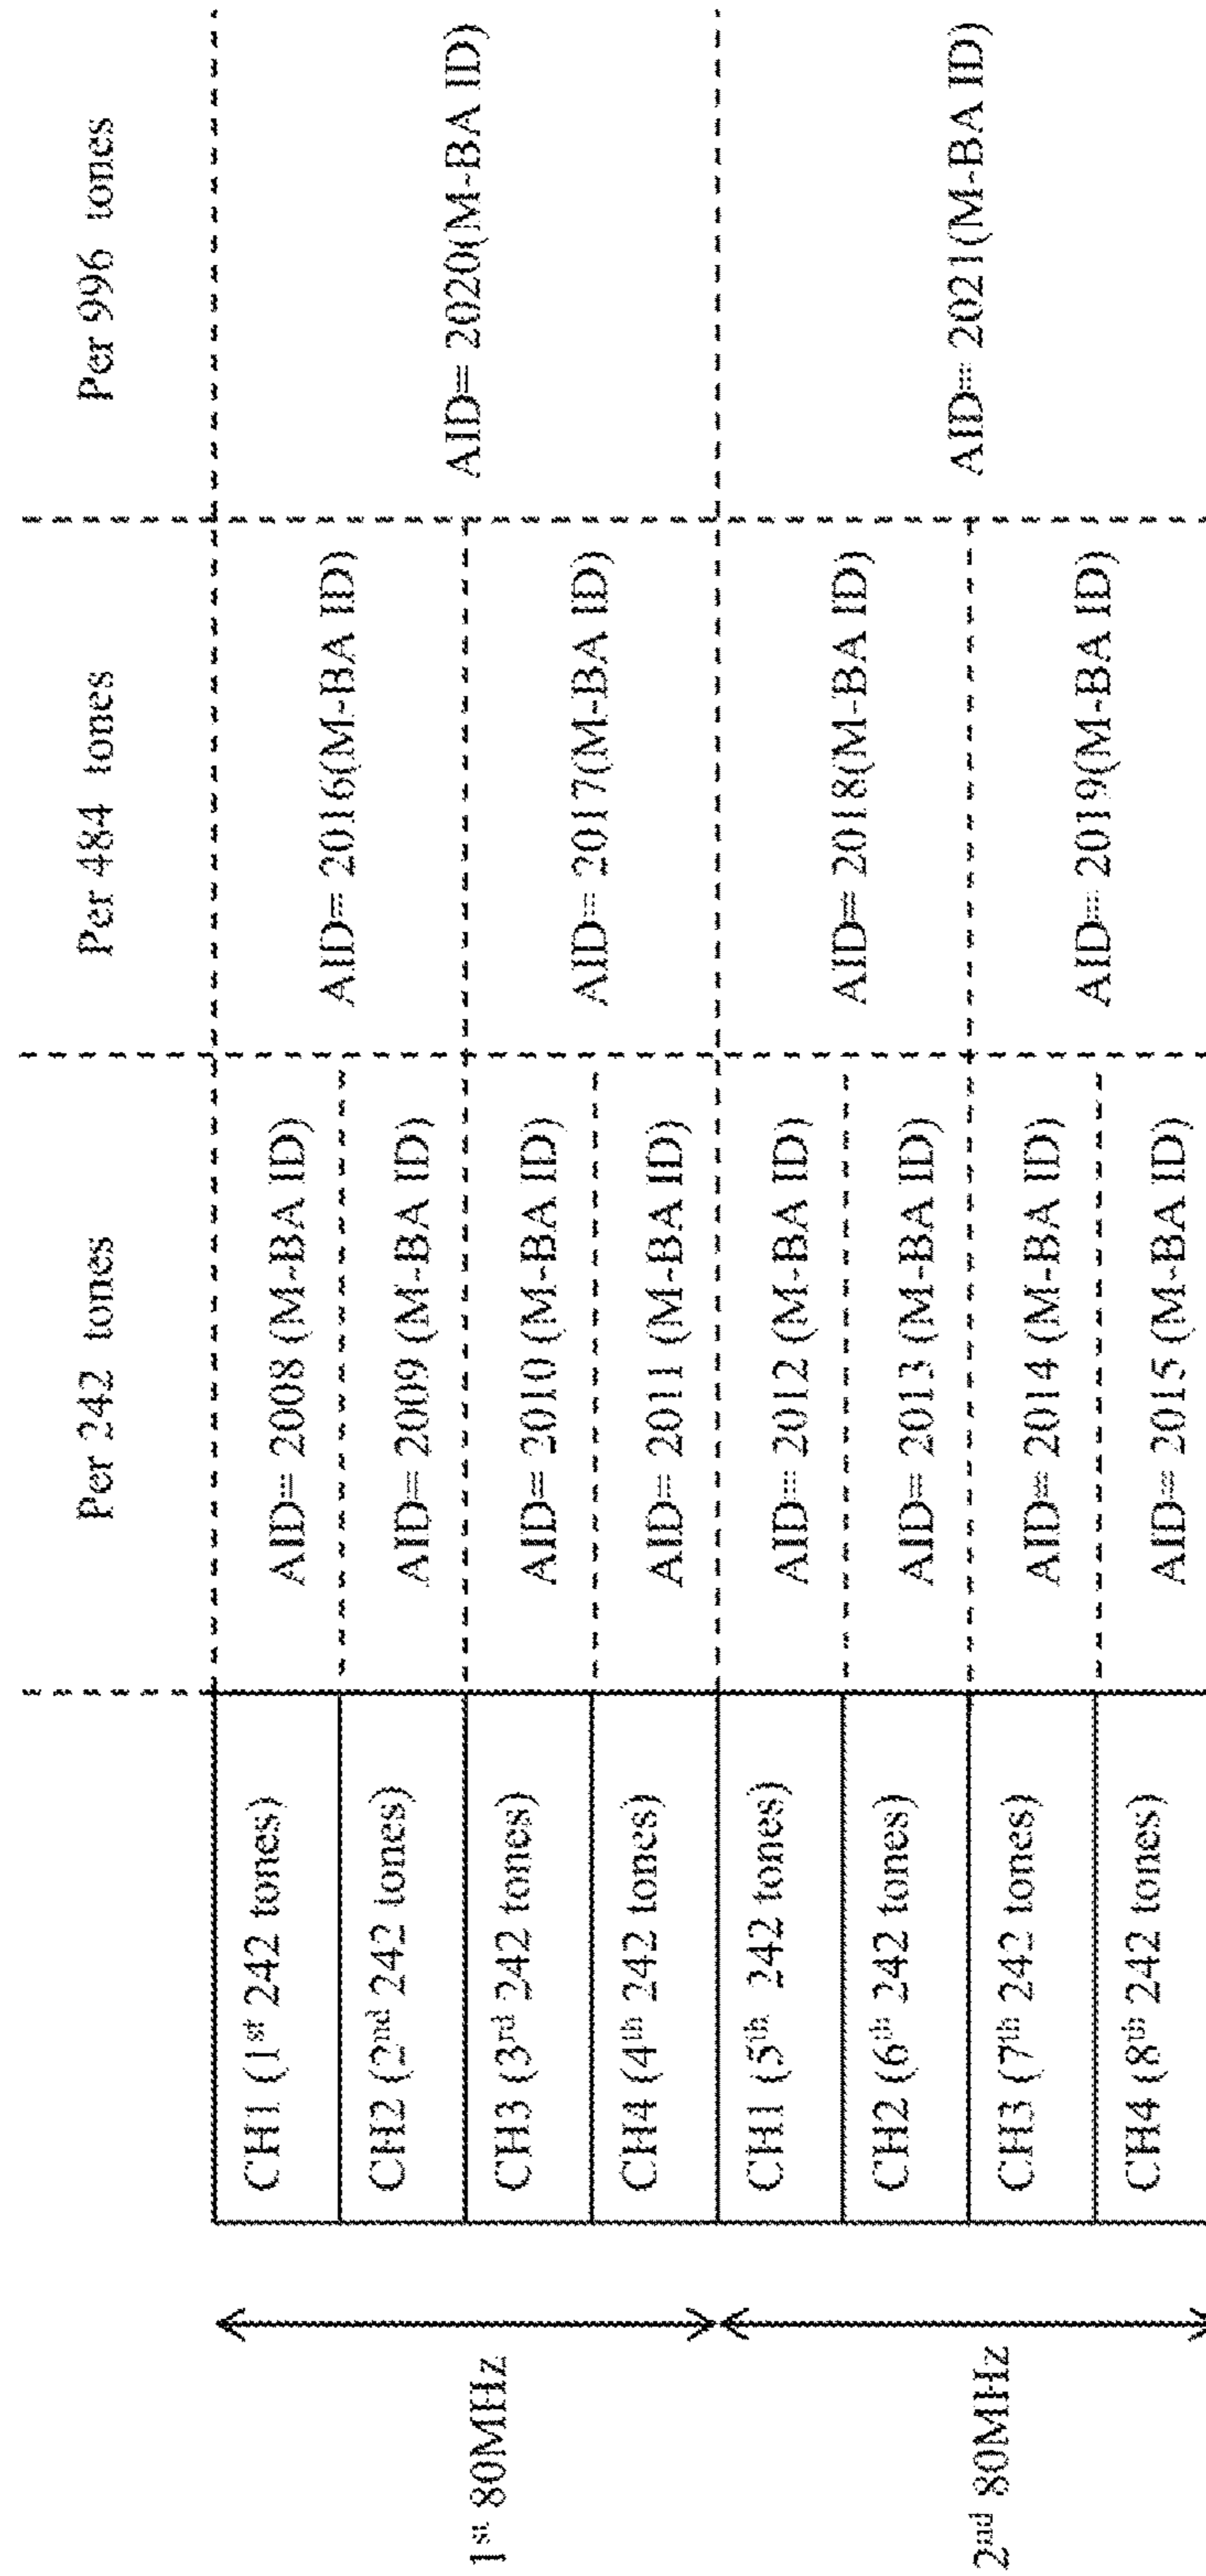 Per 242 tones
Per 484 tones
Per 996 tones
1st 80MHz
CH1 (1st 242 tones)
AID= 2008 (M-BA ID)
AID= 2016(M-BA ID)
AID= 2020(M-BA ID)
CH2 (2nd 242 tones)
AID= 2009 (M-BA ID)
CH3 (3rd 242 tones)
AID= 2010 (M-BA ID)
AID= 2017(M-BA ID)
CH4 (4th 242 tones)
AID= 2011 (M-BA ID)
2nd 80MHz
CH1 (5th 242 tones)
AID= 2012 (M-BA ID)
AID= 2018(M-BA ID)
AID= 2021(M-BA ID)
CH2 (6th 242 tones)
AID= 2013 (M-BA ID)
CH3 (7th 242 tones)
AID= 2014 (M-BA ID)
AID= 2019(M-BA ID)
CH4 (8th 242 tones)
AID= 2015 (M-BA ID)